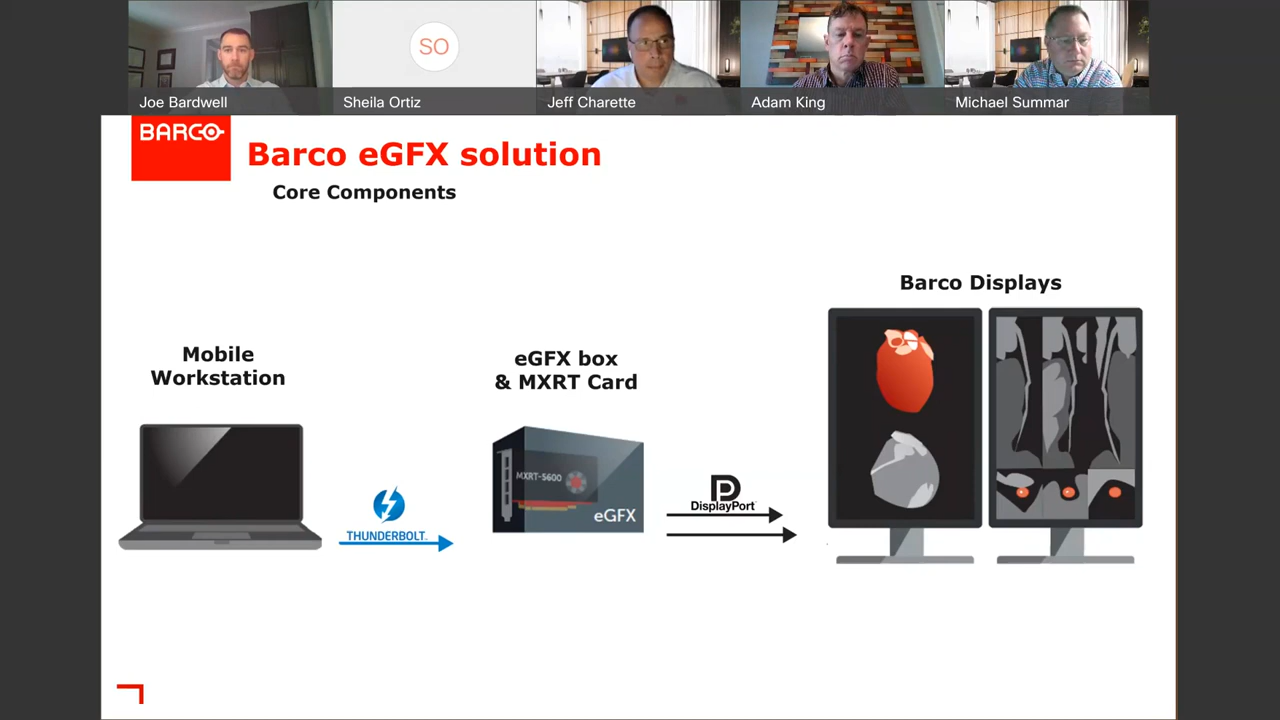 SO
Joe Bardwell
Sheila Ortiz
Jeff Charette
Adam King
Michael Summar
BARCO
Barco eGFX solution
Core Components
Barco Displays
Mobile
Workstation
eGFX box
& MXRT Card
MXRT-5600
eGFX
THUNDERBOLT
DisplayPort